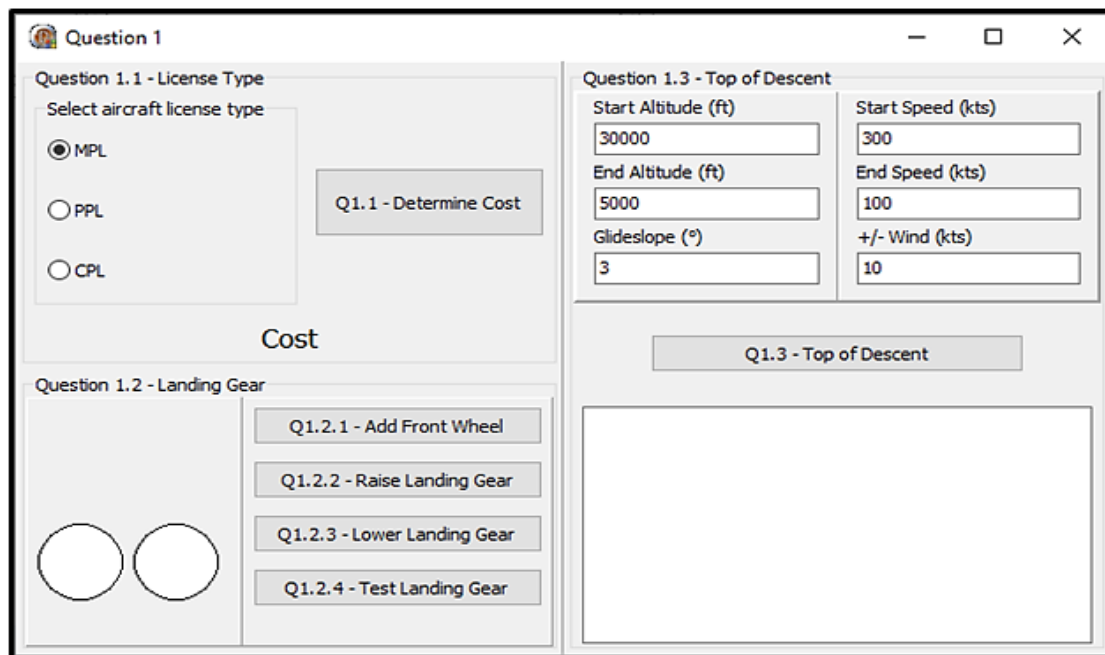 Question 1
Question 1.1 - License Type
Select aircraft license type
MPL
PPL
CPL
Q1.1 - Determine Cost
Cost
Question 1.2 - Landing Gear
Q1.2.1 - Add Front Wheel
Q1.2.2 - Raise Landing Gear
Q1.2.3 - Lower Landing Gear
Q1.2.4 - Test Landing Gear
Question 1.3 - Top of Descent
Start Altitude (ft)
30000
End Altitude (ft)
5000
Glideslope (°)
3
Start Speed (kts)
300
End Speed (kts)
100
+/- Wind (kts)
10
Q1.3 - Top of Descent